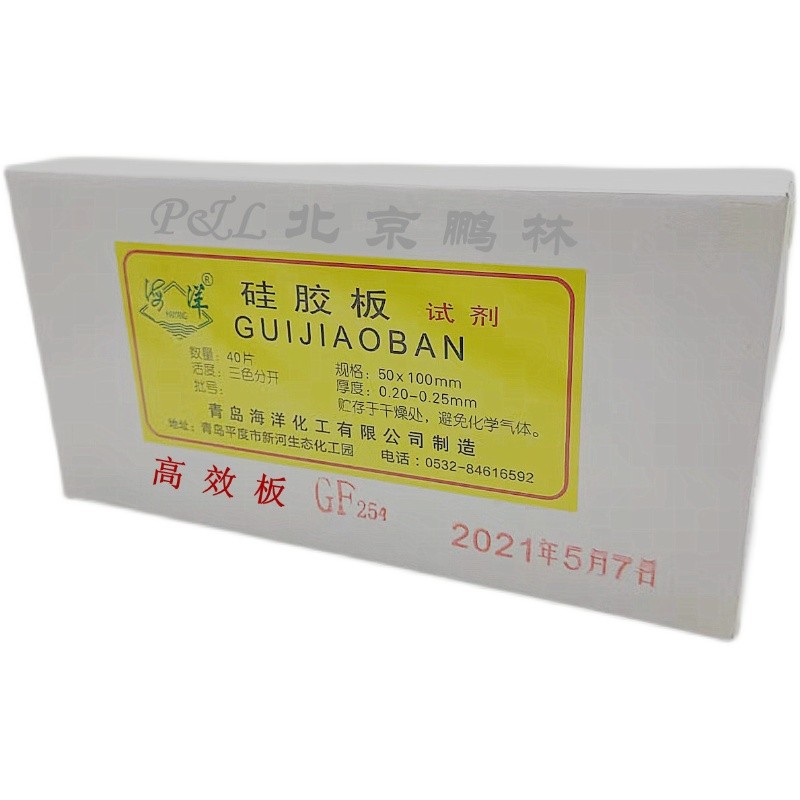 P&L 北京鹏林
海洋®
HAIYANG
硅胶板 试剂
GUIJIAOBAN
数量：40片
规格：50x100mm
活度：三色分开
厚度：0.20-0.25mm
批号：
贮存于干燥处，避免化学气体。
青岛海洋化工有限公司制造
地址：青岛平度市新河生态化工园 电话：0532-84616592
高效板 GF254
2021年5月7日